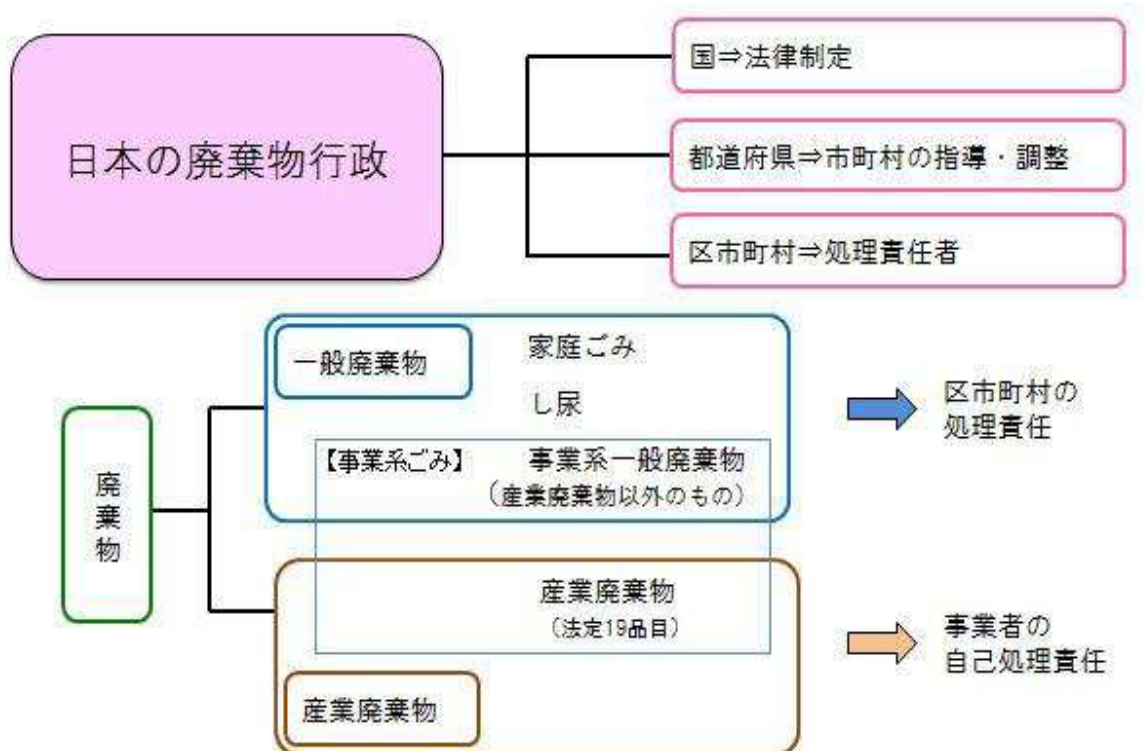 日本の廃棄物行政
国⇒法律制定
都道府県⇒市町村の指導・調整
区市町村⇒処理責任者
廃棄物
一般廃棄物
家庭ごみ
し尿
【事業系ごみ】 事業系一般廃棄物
（産業廃棄物以外のもの）
区市町村の
処理責任
産業廃棄物
（法定19品目）
産業廃棄物
事業者の
自己処理責任